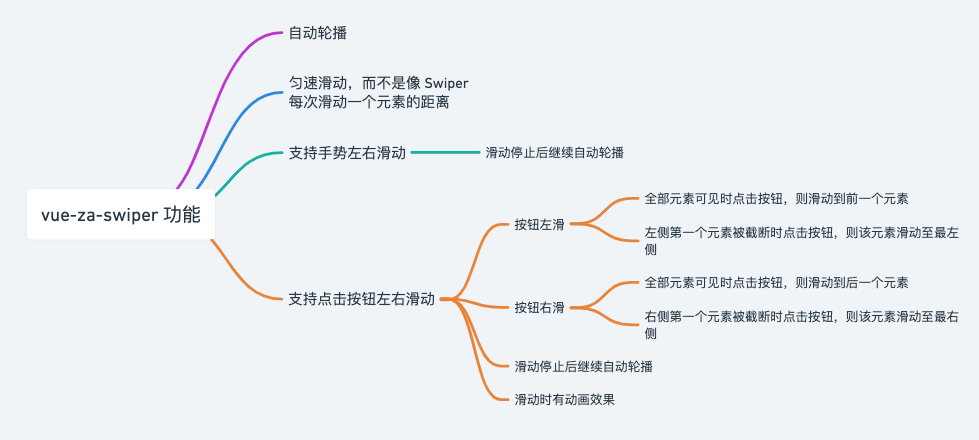 vue-za-swiper 功能
自动轮播
匀速滑动，而不是像 Swiper
每次滑动一个元素的距离
支持手势左右滑动
滑动停止后继续自动轮播
支持点击按钮左右滑动
按钮左滑
全部元素可见时点击按钮，则滑动到前一个元素
左侧第一个元素被截断时点击按钮，则该元素滑动至最左
侧
按钮右滑
全部元素可见时点击按钮，则滑动到后一个元素
右侧第一个元素被截断时点击按钮，则该元素滑动至最右
侧
滑动停止后继续自动轮播
滑动时有动画效果